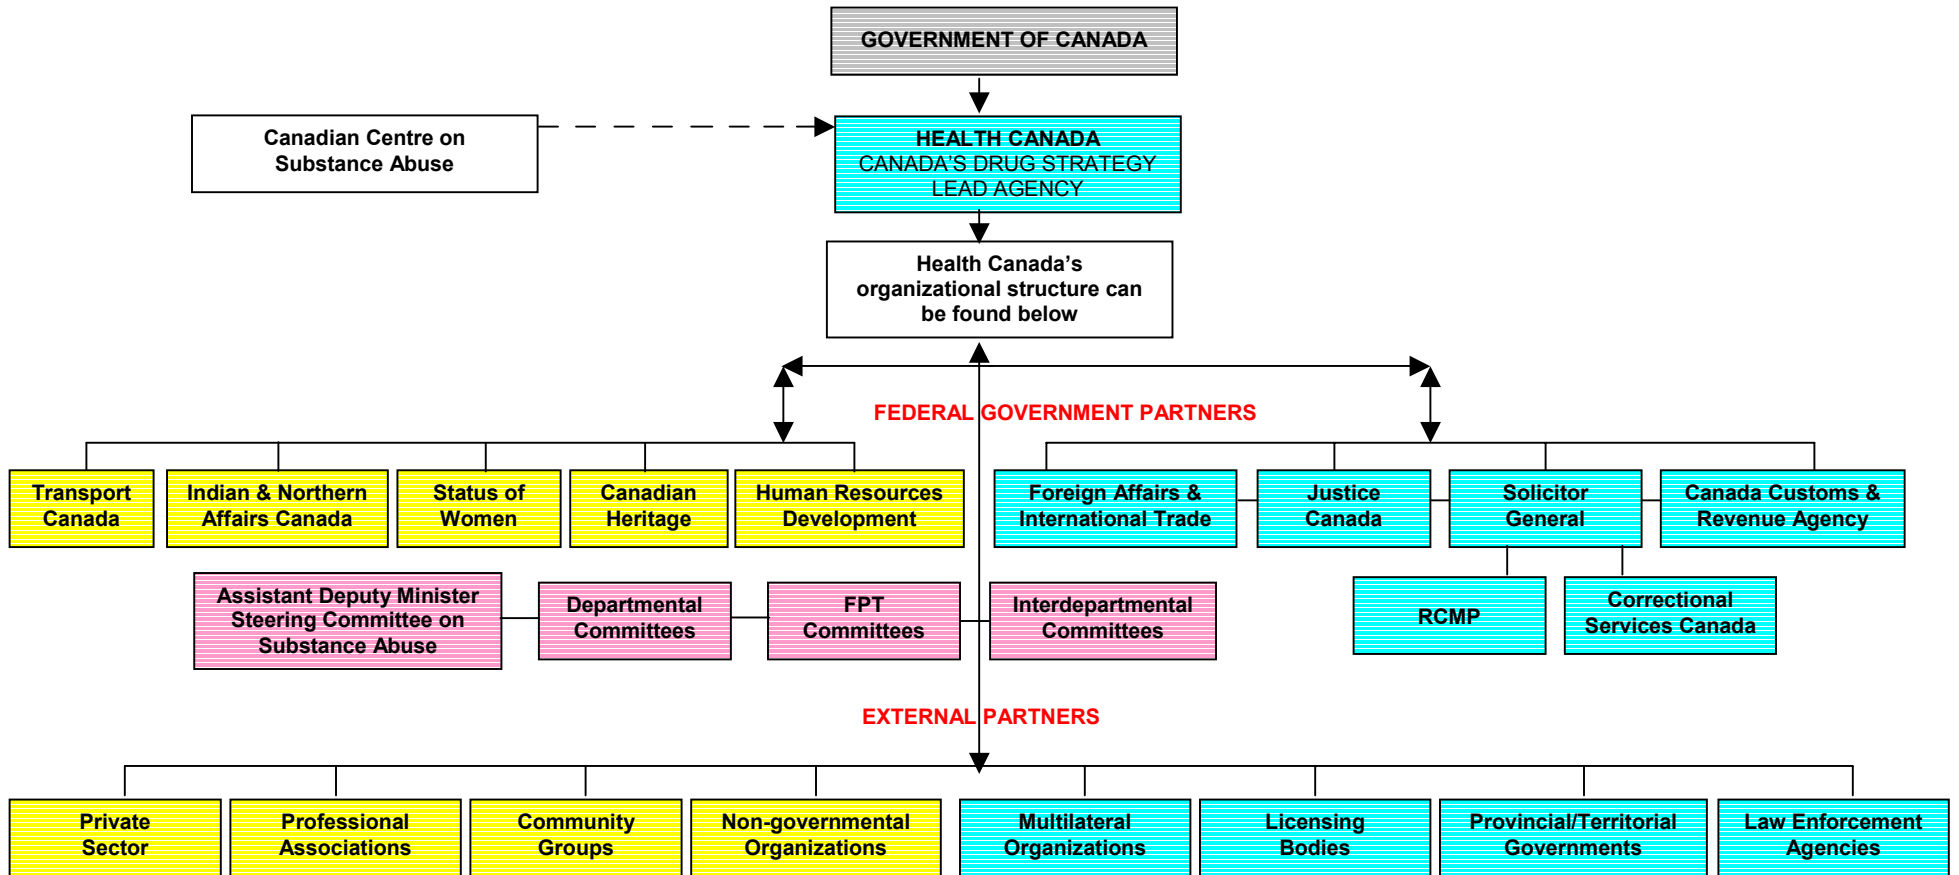 GOVERNMENT OF CANADA
Canadian Centre on
Substance Abuse
HEALTH CANADA
CANADA'S DRUG STRATEGY
LEAD AGENCY
Health Canada’s
organizational structure can
be found below
FEDERAL GOVERNMENT PARTNERS
Transport
Canada
Indian & Northern
Affairs Canada
Status of
Women
Canadian
Heritage
Human Resources
Development
Foreign Affairs &
International Trade
Justice
Canada
Solicitor
General
Canada Customs &
Revenue Agency
Assistant Deputy Minister
Steering Committee on
Substance Abuse
Departmental
Committees
FPT
Committees
Interdepartmental
Committees
RCMP
Correctional
Services Canada
EXTERNAL PARTNERS
Private
Sector
Professional
Associations
Community
Groups
Non-governmental
Organizations
Multilateral
Organizations
Licensing
Bodies
Provincial/Territorial
Governments
Law Enforcement
Agencies